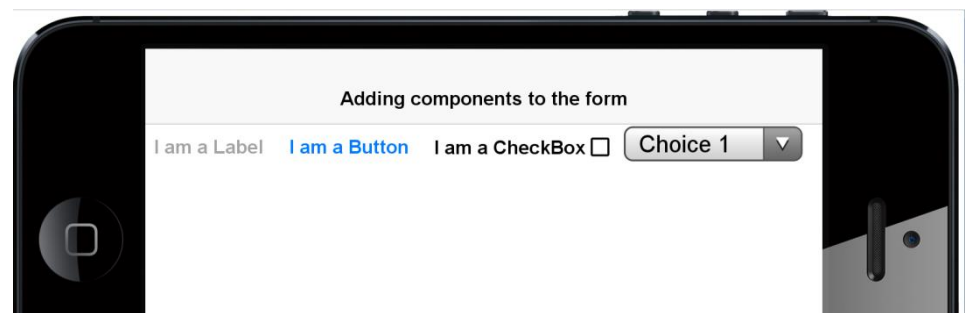 Adding components to the form
I am a Label I am a Button I am a CheckBox Choice 1